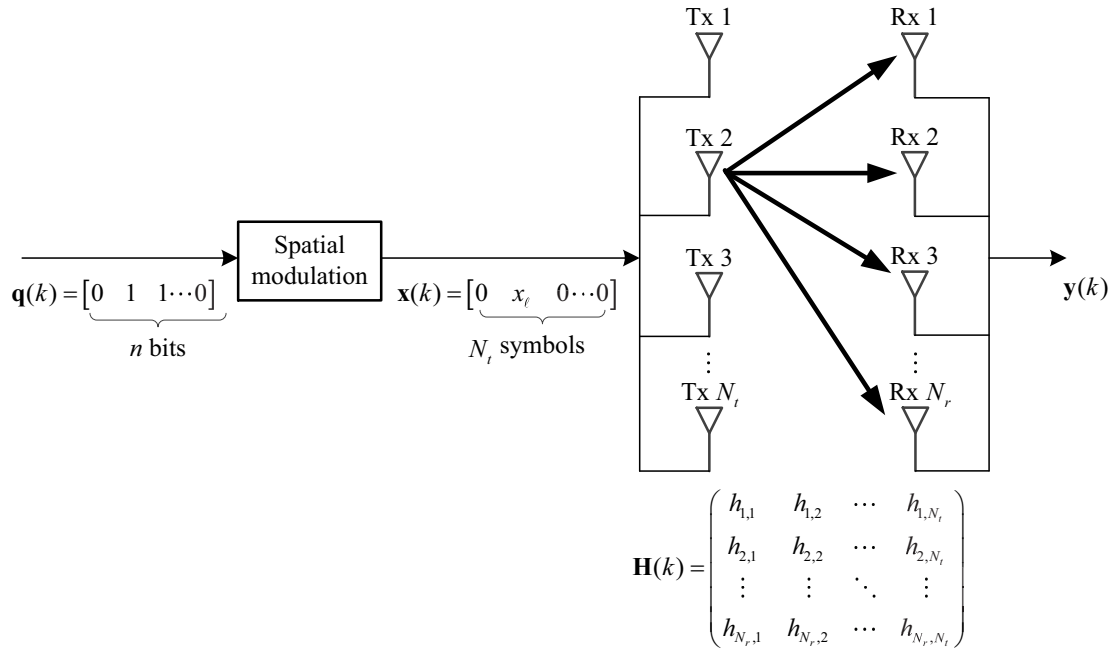 Tx 1
Rx 1
Tx 2
Rx 2
Spatial
modulation
Tx 3
Rx 3
q(k) = [0 1 1⋯0]
n bits
x(k) = [0 x_ℓ 0⋯0]
N_t symbols
y(k)
⋮ ⋮
Tx N_t
Rx N_r
H(k) = ( h_{1,1} h_{1,2} ⋯ h_{1,N_t}
h_{2,1} h_{2,2} ⋯ h_{2,N_t}
⋮ ⋮ ⋱ ⋮
h_{N_r,1} h_{N_r,2} ⋯ h_{N_r,N_t} )